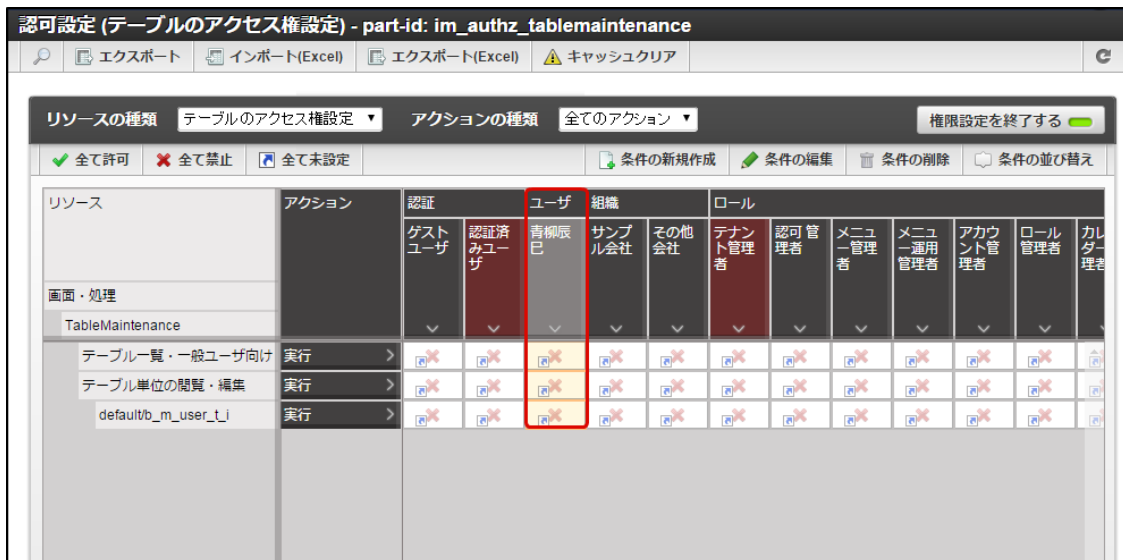 認可設定 (テーブルのアクセス権設定) - part-id: im_authz_tablemaintenance
エクスポート インポート(Excel) エクスポート(Excel) キャッシュクリア
リソースの種類 テーブルのアクセス権設定 アクションの種類 全てのアクション 権限設定を終了する
全て許可 全て禁止 全て未設定 条件の新規作成 条件の編集 条件の削除 条件の並び替え
リソース アクション 認証 ユーザ 組織 ロール
ゲスト 認証済 青柳辰 サンプ その他 テナン 認可 管 メニュ メニュ アカウ ロール カレ
ユーザ みユー 巳 ル会社 会社 ト管理 理者 ー管理 ー運用 ント管 管理者 ダー
ザ 者 者 管理者 理者 理者
画面・処理
TableMaintenance
テーブル一覧・一般ユーザ向け 実行
テーブル単位の閲覧・編集 実行
default/b_m_user_t_i 実行